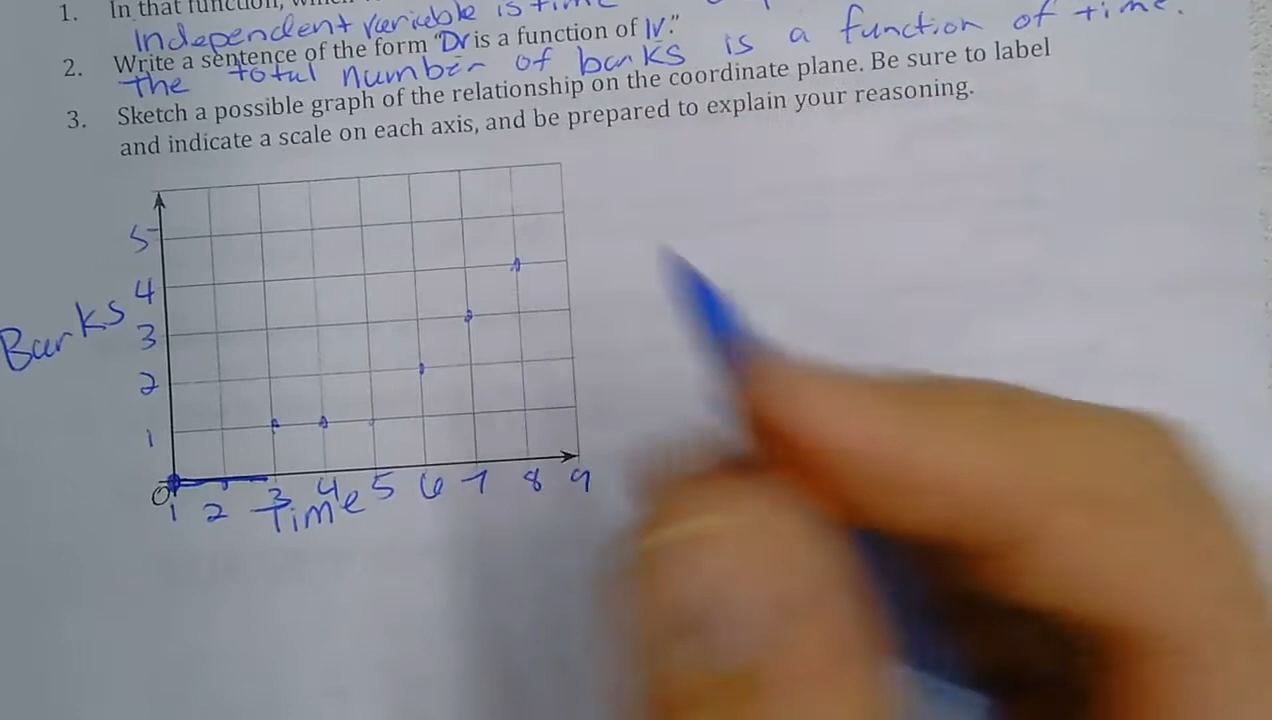 1. In that function,
Independent variable is time
2. Write a sentence of the form "Dv is a function of IV."
The total number of barks is a function of time.
3. Sketch a possible graph of the relationship on the coordinate plane. Be sure to label
and indicate a scale on each axis, and be prepared to explain your reasoning.
5
4
Barks
3
2
1
0
1 2 3 4 5 6 7 8 9
Time